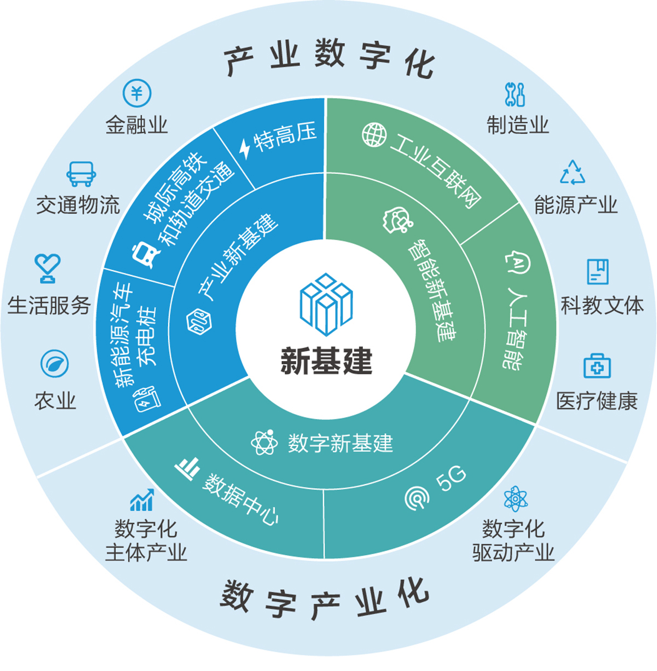 产业数字化
金融业
制造业
交通物流
能源产业
生活服务
科教文体
农业
医疗健康
特高压
工业互联网
城际高铁
和轨道交通
产业新基建
智能新基建
AI
人工智能
新能源汽车
充电桩
新基建
数字新基建
数据中心
5G
数字化
主体产业
数字化
驱动产业
数字产业化